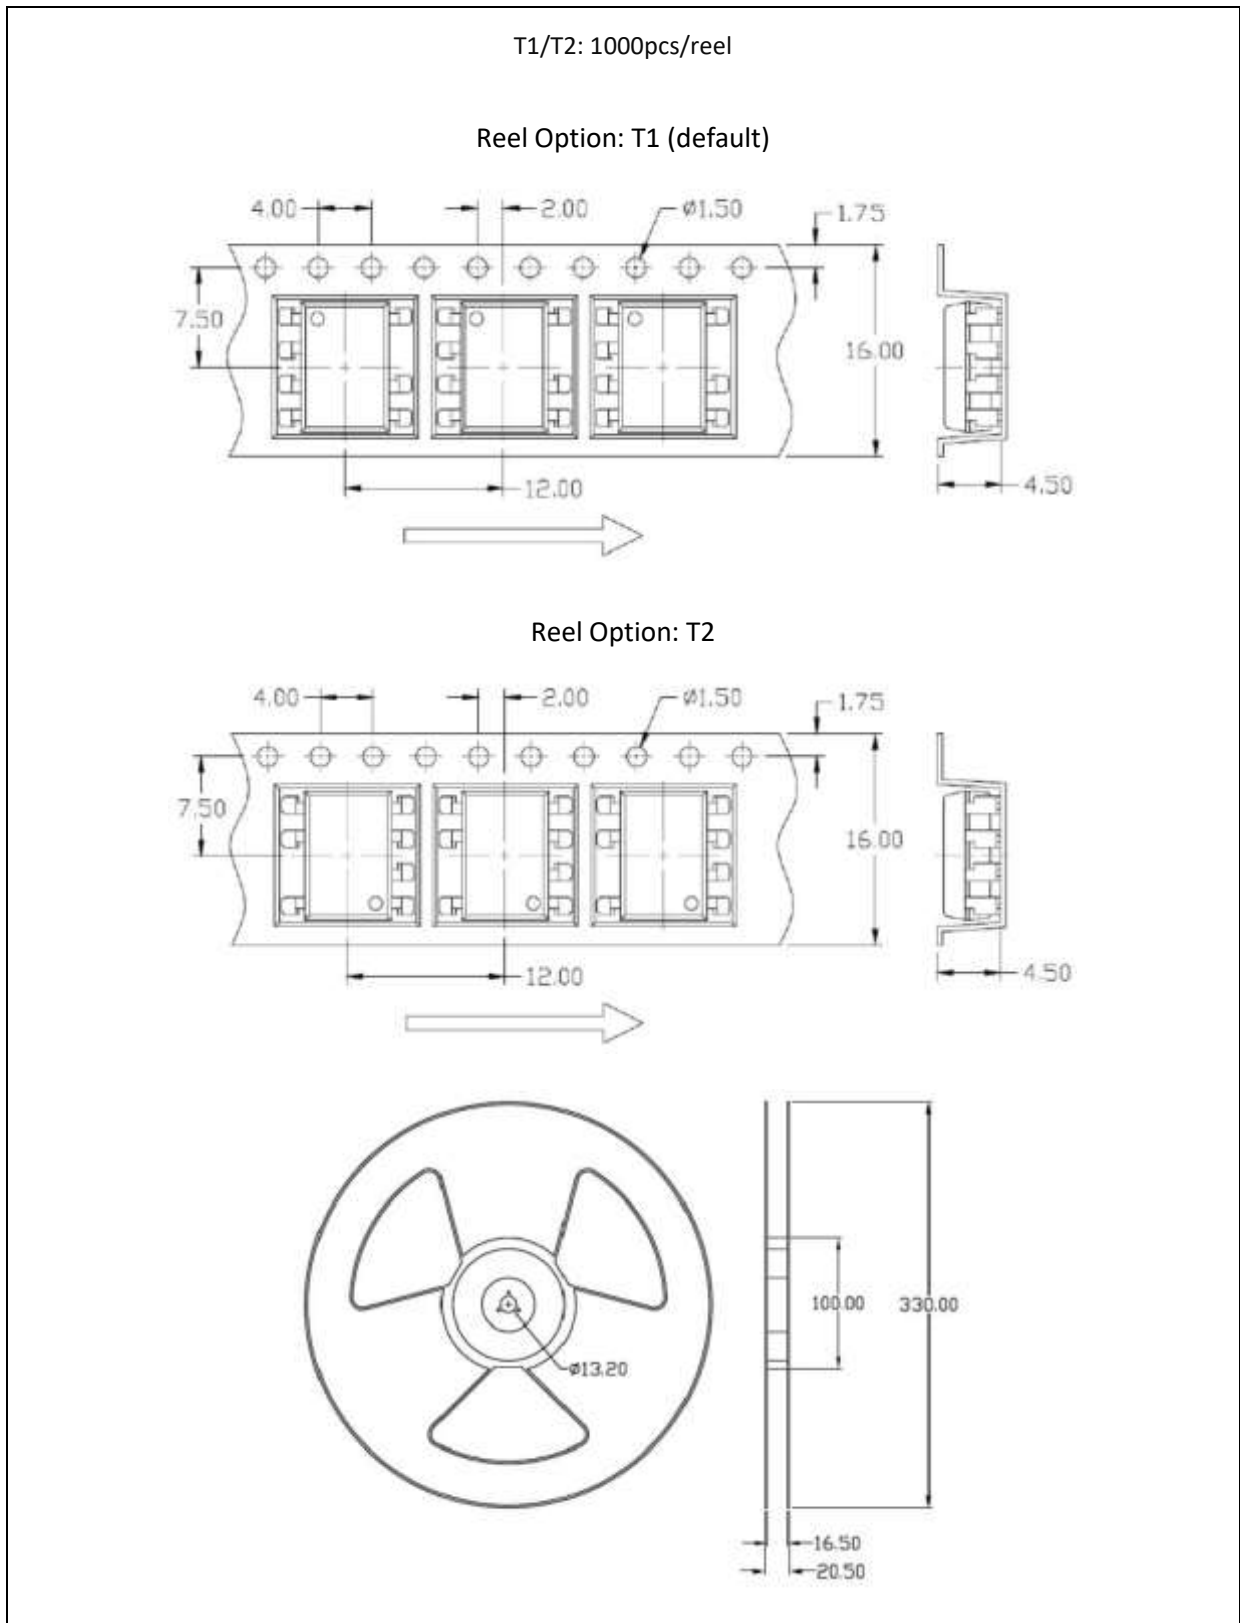 T1/T2: 1000pcs/reel
Reel Option: T1 (default)
4.00 2.00 ø1.50 1.75
7.50 16.00
12.00 4.50
Reel Option: T2
4.00 2.00 ø1.50 1.75
7.50 16.00
12.00 4.50
100.00 330.00
ø13.20
16.50
20.50